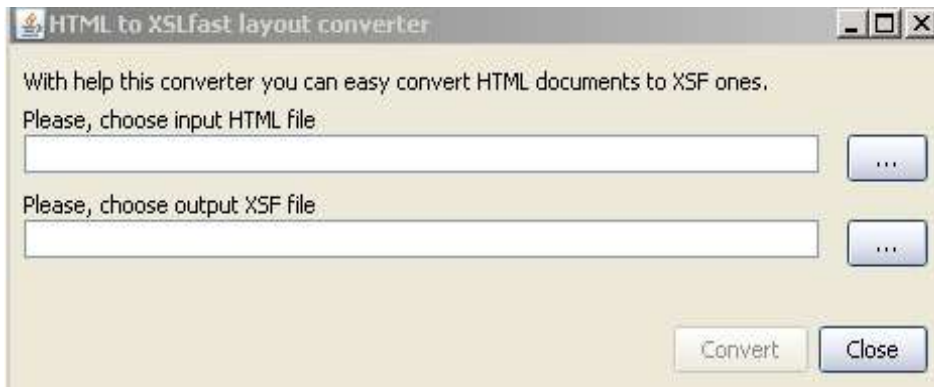 HTML to XSLfast layout converter
With help this converter you can easy convert HTML documents to XSF ones.
Please, choose input HTML file
...
Please, choose output XSF file
...
Convert Close